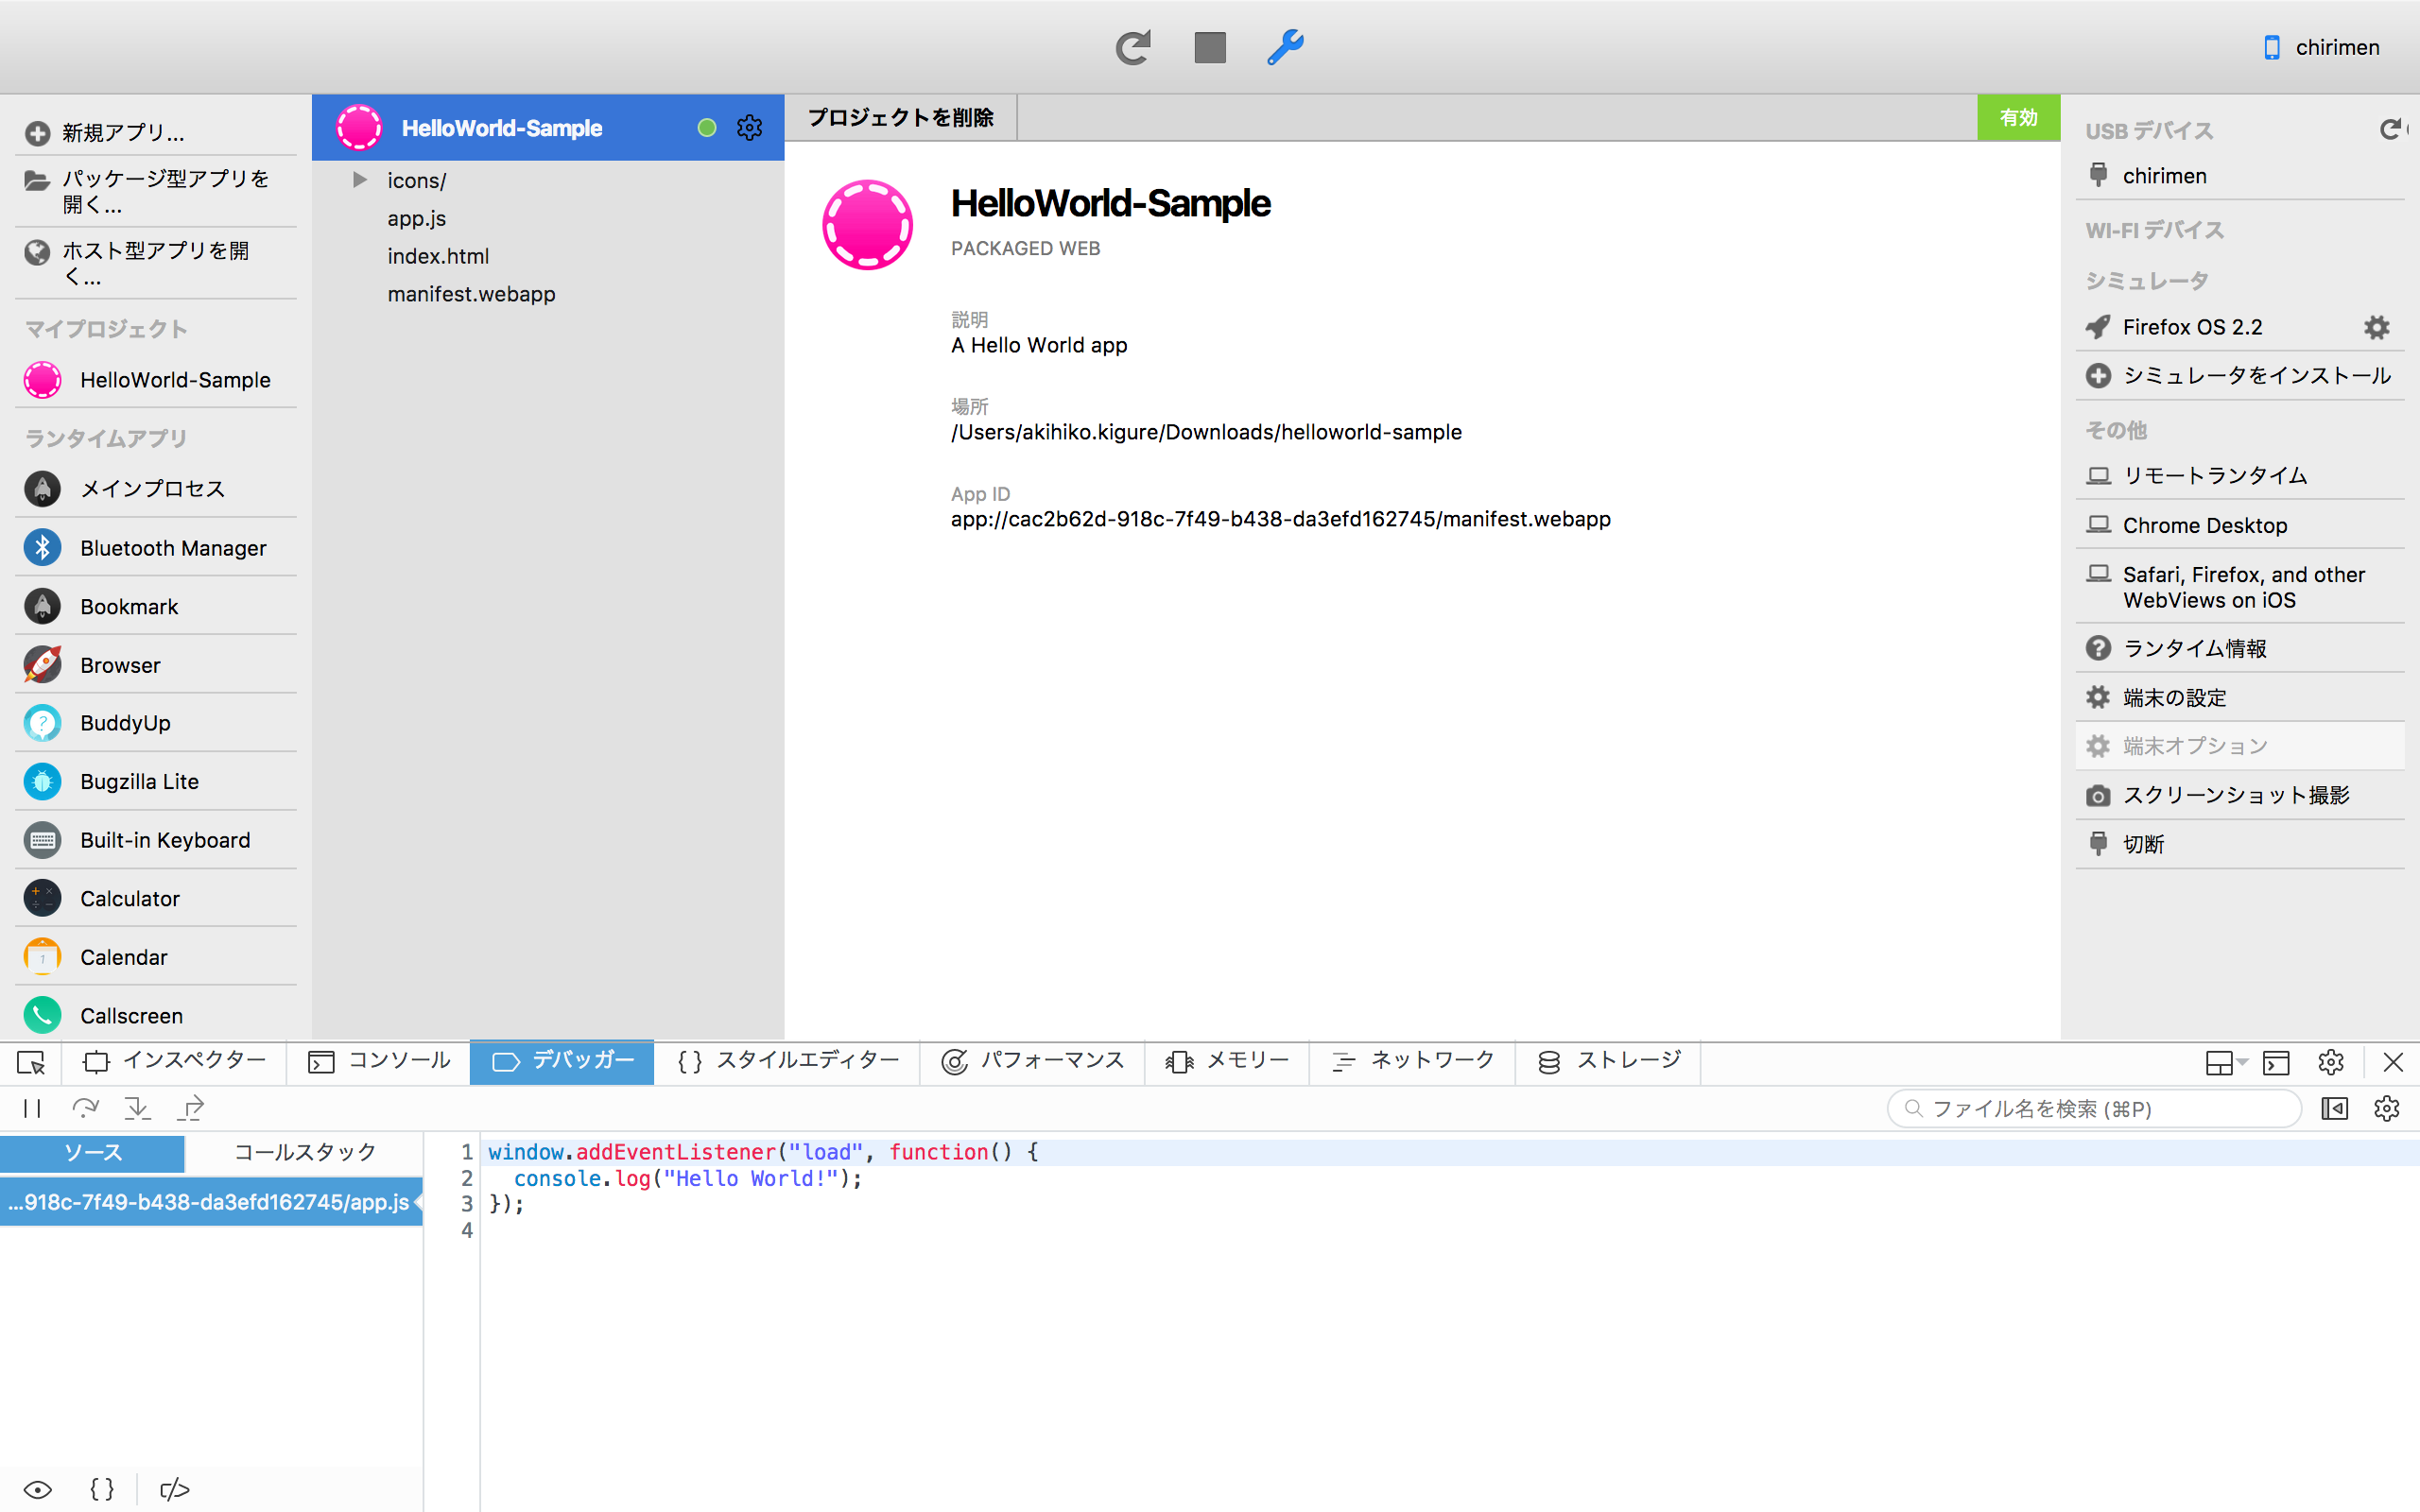 chirimen
新規アプリ...
パッケージ型アプリを
開く...
ホスト型アプリを開
く...
マイプロジェクト
HelloWorld-Sample
ランタイムアプリ
メインプロセス
Bluetooth Manager
Bookmark
Browser
BuddyUp
Bugzilla Lite
Built-in Keyboard
Calculator
Calendar
Callscreen
HelloWorld-Sample
icons/
app.js
index.html
manifest.webapp
プロジェクトを削除
有効
HelloWorld-Sample
PACKAGED WEB
説明
A Hello World app
場所
/Users/akihiko.kigure/Downloads/helloworld-sample
App ID
app://cac2b62d-918c-7f49-b438-da3efd162745/manifest.webapp
USB デバイス
chirimen
WI-FI デバイス
シミュレータ
Firefox OS 2.2
シミュレータをインストール
その他
リモートランタイム
Chrome Desktop
Safari, Firefox, and other
WebViews on iOS
ランタイム情報
端末の設定
端末オプション
スクリーンショット撮影
切断
インスペクター
コンソール
デバッガー
{ } スタイルエディター
パフォーマンス
メモリー
ネットワーク
ストレージ
ファイル名を検索 (⌘P)
ソース
コールスタック
...918c-7f49-b438-da3efd162745/app.js
1 window.addEventListener("load", function() {
2 console.log("Hello World!");
3 });
4
{ }